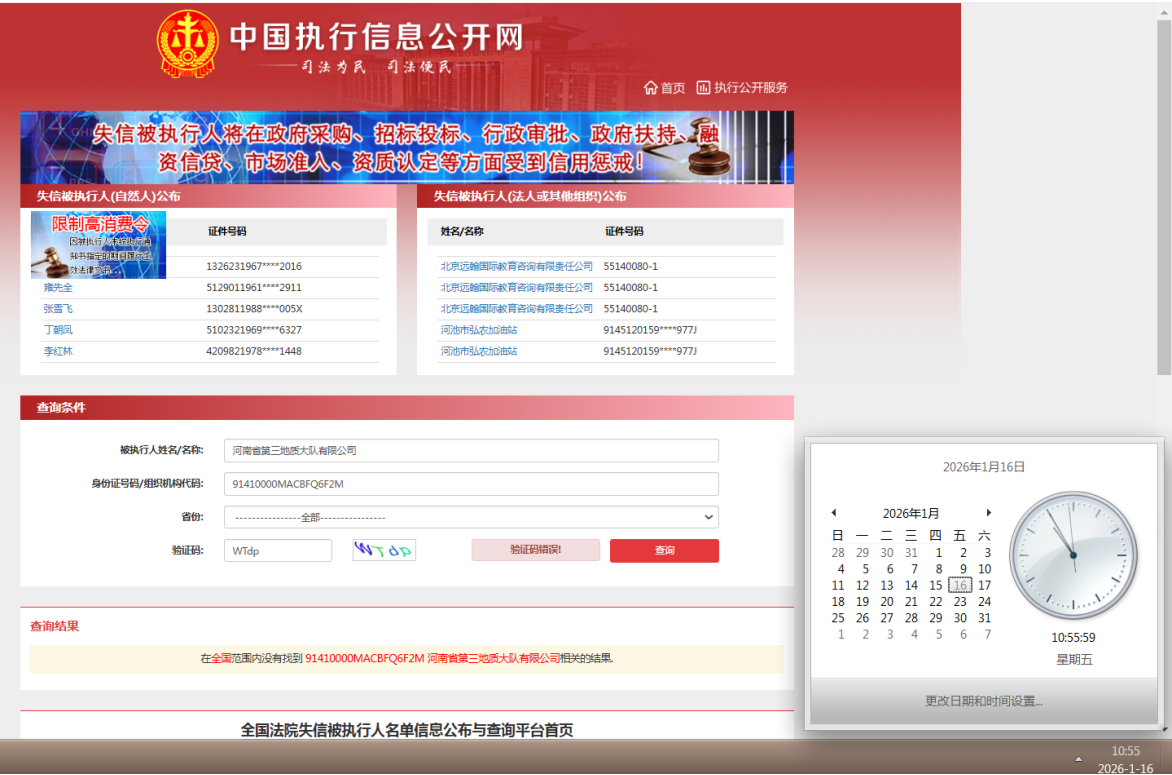 中国执行信息公开网
司法为民 司法便民
首页 执行公开服务
失信被执行人将在政府采购、招标投标、行政审批、政府扶持、融
资信贷、市场准入、资质认定等方面受到信用惩戒！
失信被执行人(自然人)公布
证件号码
限制高消费令
1326231967****2016
雍先全 5129011961****2911
张雪飞 1302811988****005X
丁朝凤 5102321969****6327
李红林 4209821978****1448
失信被执行人(法人或其他组织)公布
姓名/名称 证件号码
北京远翰国际教育咨询有限责任公司 55140080-1
北京远翰国际教育咨询有限责任公司 55140080-1
北京远翰国际教育咨询有限责任公司 55140080-1
河池市弘农加油站 9145120159****977J
河池市弘农加油站 9145120159****977J
查询条件
被执行人姓名/名称: 河南省第三地质大队有限公司
身份证号码/组织机构代码: 91410000MACBFQ6F2M
省份: ----------------全部----------------
验证码: WTdp WTdp 验证码错误! 查询
查询结果
在全国范围内没有找到 91410000MACBFQ6F2M 河南省第三地质大队有限公司相关的结果.
全国法院失信被执行人名单信息公布与查询平台首页
2026年1月16日
2026年1月
日 一 二 三 四 五 六
28 29 30 31 1 2 3
4 5 6 7 8 9 10
11 12 13 14 15 16 17
18 19 20 21 22 23 24
25 26 27 28 29 30 31
1 2 3 4 5 6 7
10:55:59
星期五
更改日期和时间设置...
10:55
2026-1-16